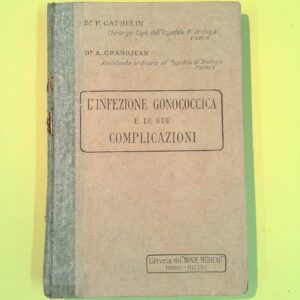 Dr F. CATHELIN
Chirurgo Capo dell'Ospedale di Urologia
PARIS
Dr A. GRANDJEAN
Assistente ordinario all'Ospedale di Urologia
PARIS
L'INFEZIONE GONOCOCCICA
E LE SUE
COMPLICAZIONI
Libreria del "MONDE MEDICAL"
PARIGI - MILANO